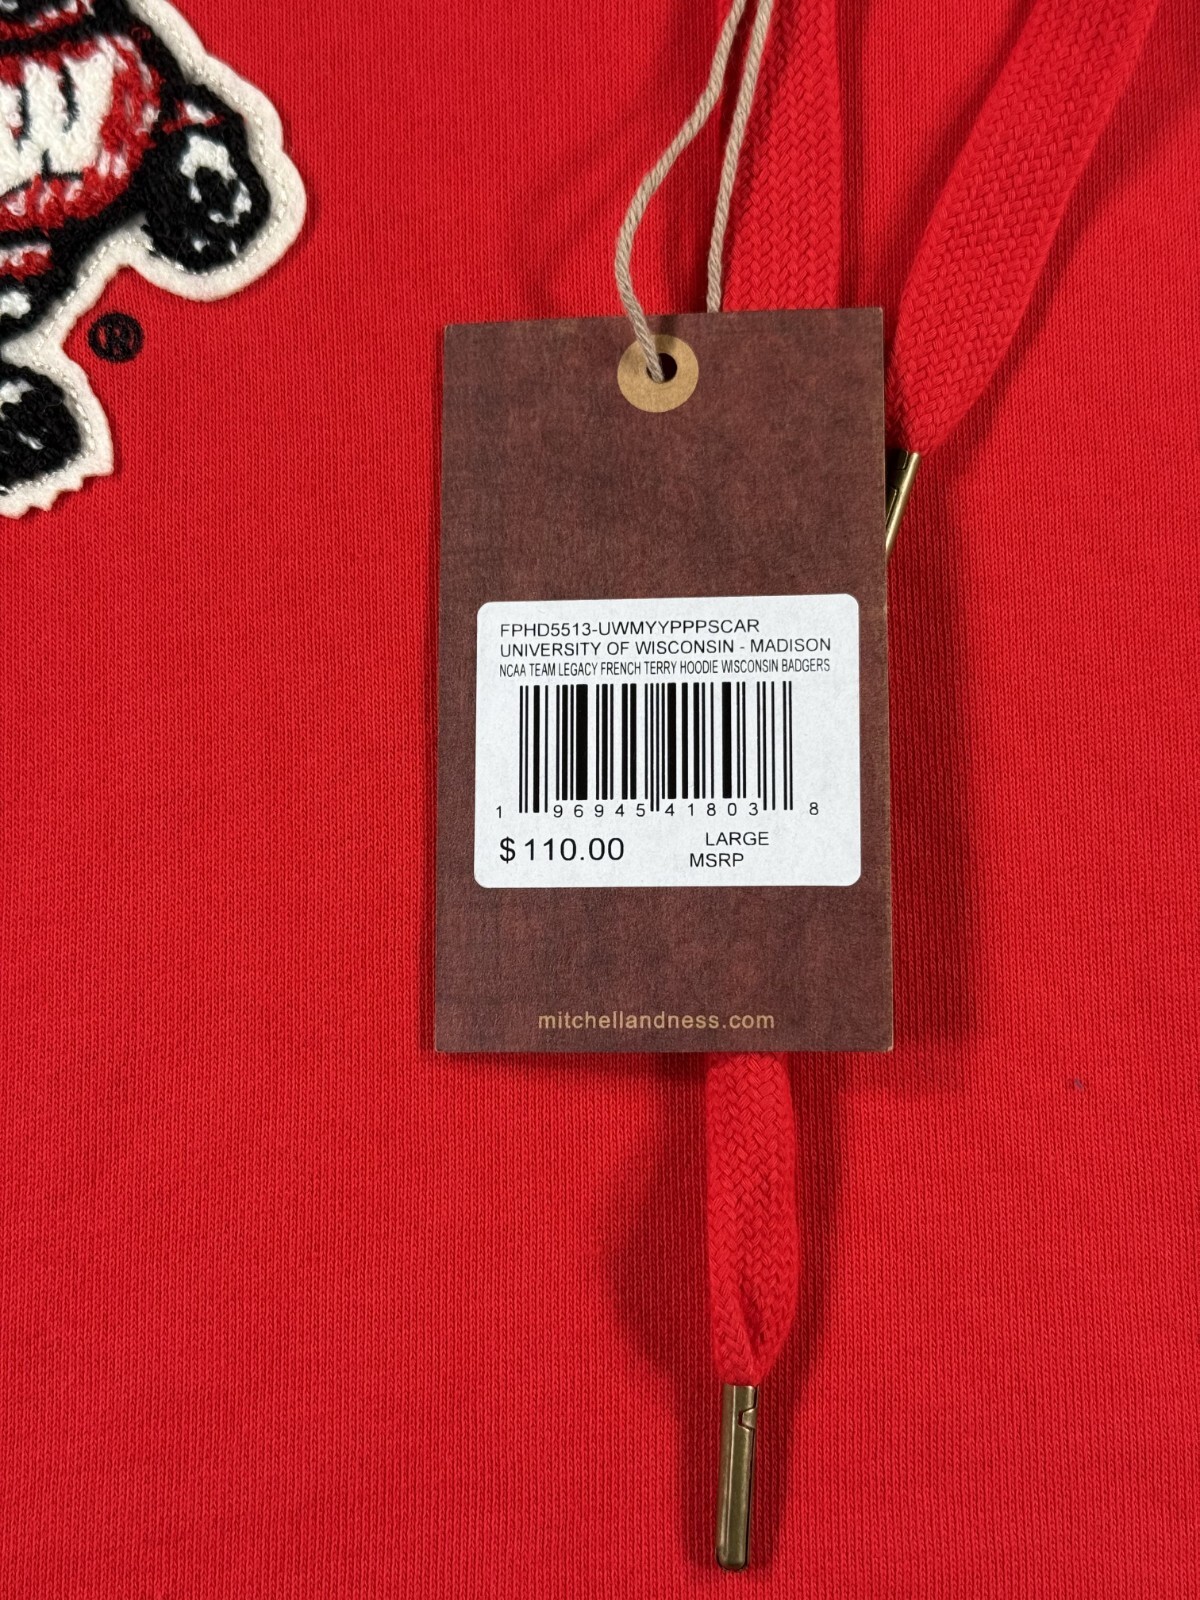 W
®
FPHD5513-UWMYYPPPSCAR
UNIVERSITY OF WISCONSIN - MADISON
NCAA TEAM LEGACY FRENCH TERRY HOODIE WISCONSIN BADGERS
1 96945 41803 8
$110.00 LARGE
MSRP
mitchellandness.com